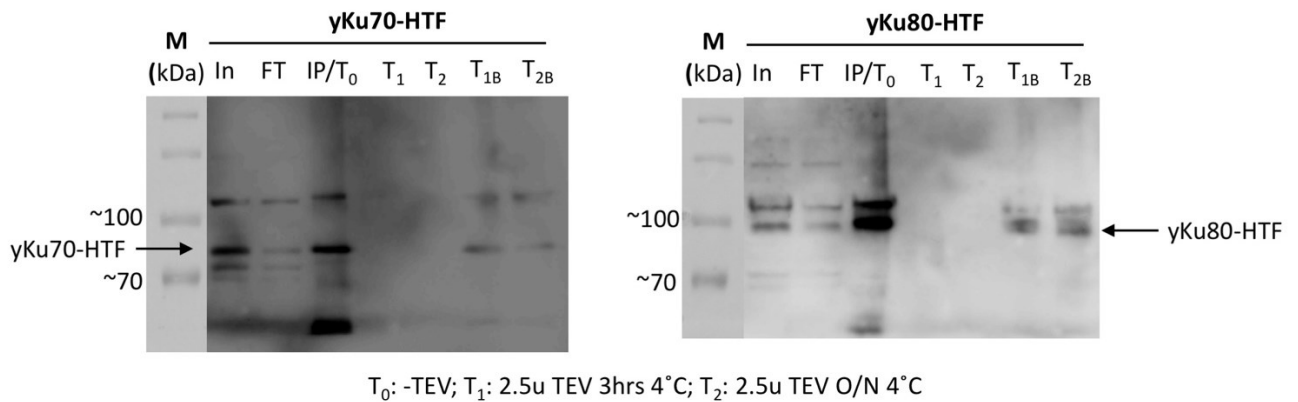 yKu70-HTF
M
(kDa)
In FT IP/T₀ T₁ T₂ T₁B T₂B
~100
yKu70-HTF
~70
yKu80-HTF
M
(kDa)
In FT IP/T₀ T₁ T₂ T₁B T₂B
~100
yKu80-HTF
~70
T₀: -TEV; T₁: 2.5u TEV 3hrs 4˚C; T₂: 2.5u TEV O/N 4˚C